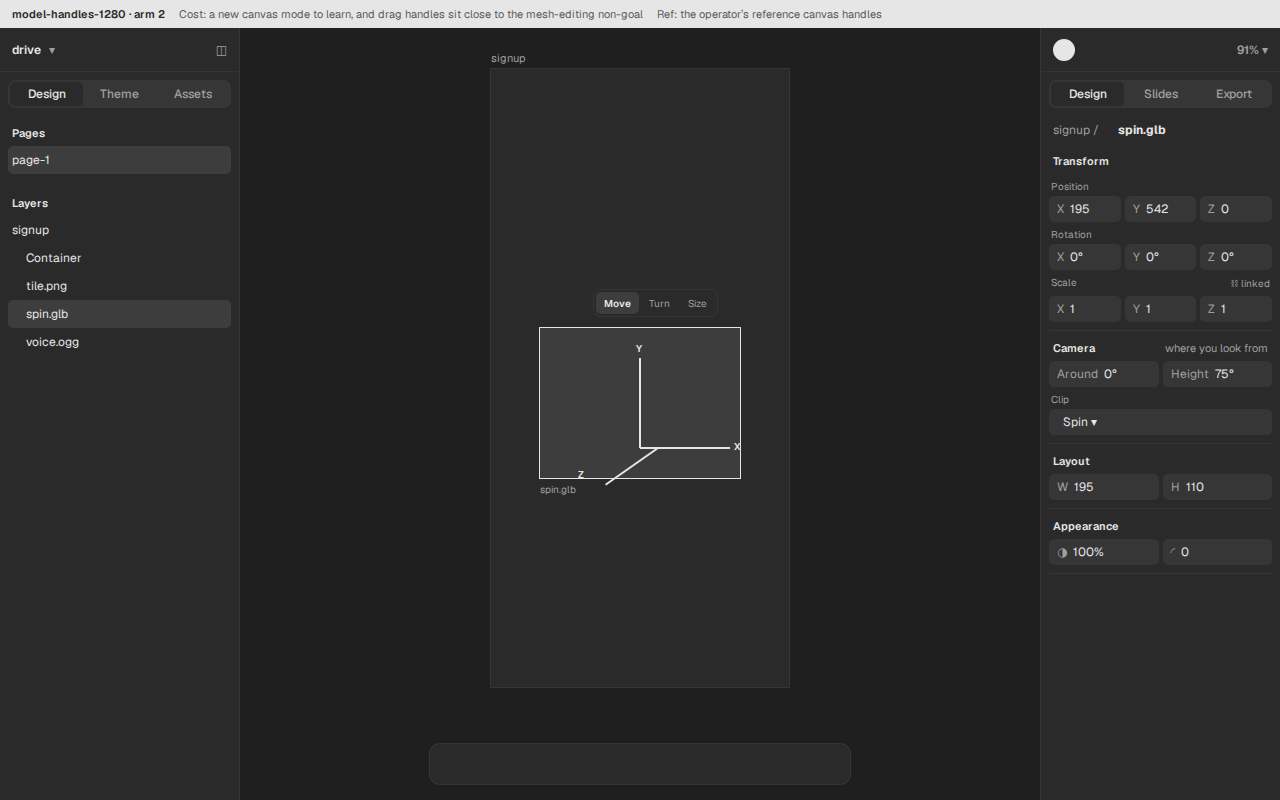 model-handles-1280 · arm 2 Cost: a new canvas mode to learn, and drag handles sit close to the mesh-editing non-goal Ref: the operator's reference canvas handles
drive ▾
Design Theme Assets
Pages
page-1
Layers
signup
Container
tile.png
spin.glb
voice.ogg
signup
Move Turn Size
Y
X
Z
spin.glb
91% ▾
Design Slides Export
signup / spin.glb
Transform
Position
X 195 Y 542 Z 0
Rotation
X 0° Y 0° Z 0°
Scale linked
X 1 Y 1 Z 1
Camera where you look from
Around 0° Height 75°
Clip
Spin ▾
Layout
W 195 H 110
Appearance
100% 0